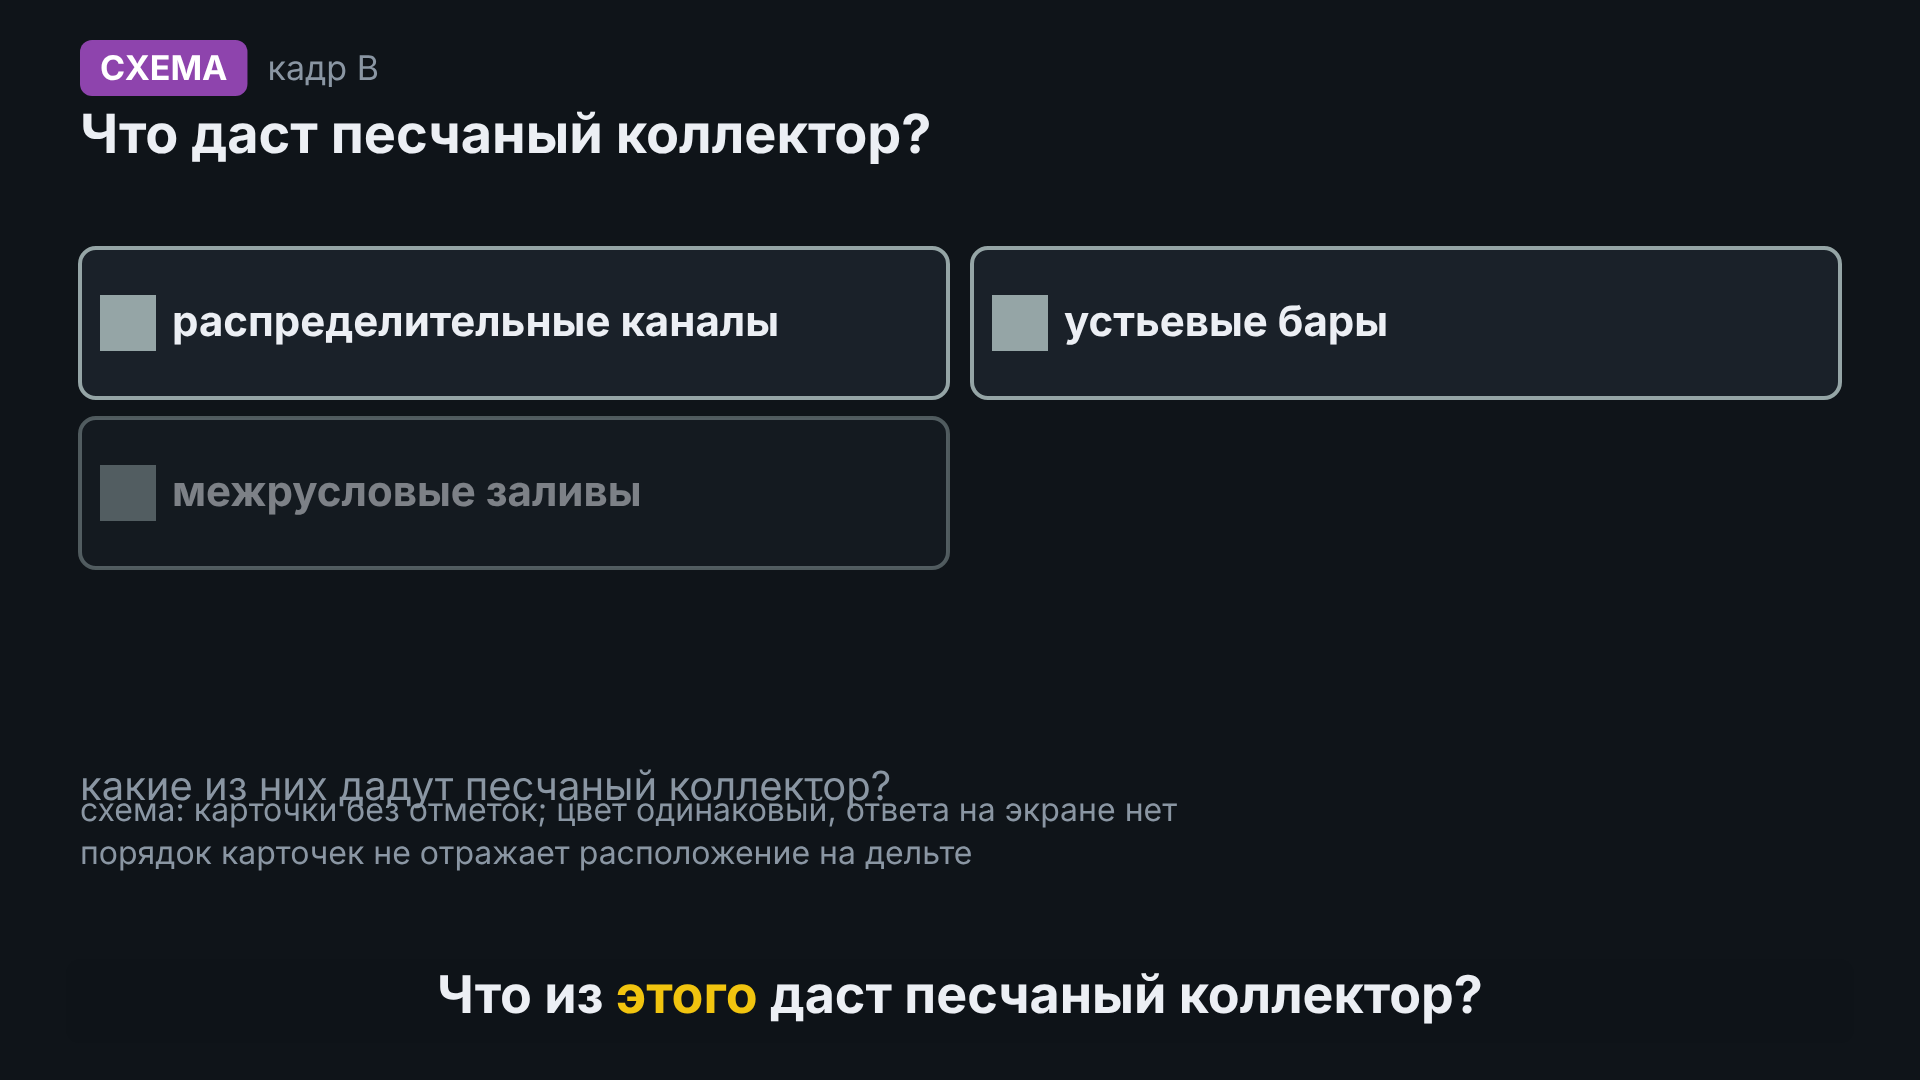 СХЕМА кадр В
Что даст песчаный коллектор?
распределительные каналы
устьевые бары
межрусловые заливы
какие из них дадут песчаный коллектор?
схема: карточки без отметок; цвет одинаковый, ответа на экране нет
порядок карточек не отражает расположение на дельте
Что из этого даст песчаный коллектор?